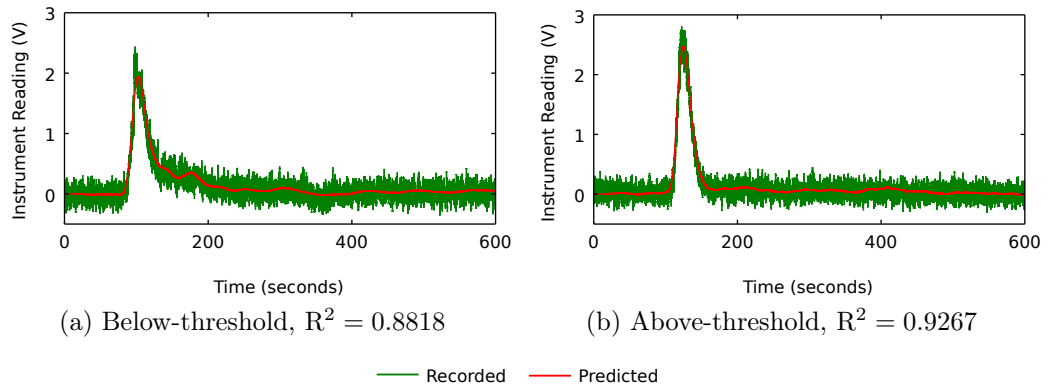 Instrument Reading (V)
3
2
1
0
0 200 400 600
Time (seconds)
(a) Below-threshold, R² = 0.8818
Instrument Reading (V)
3
2
1
0
0 200 400 600
Time (seconds)
(b) Above-threshold, R² = 0.9267
Recorded Predicted